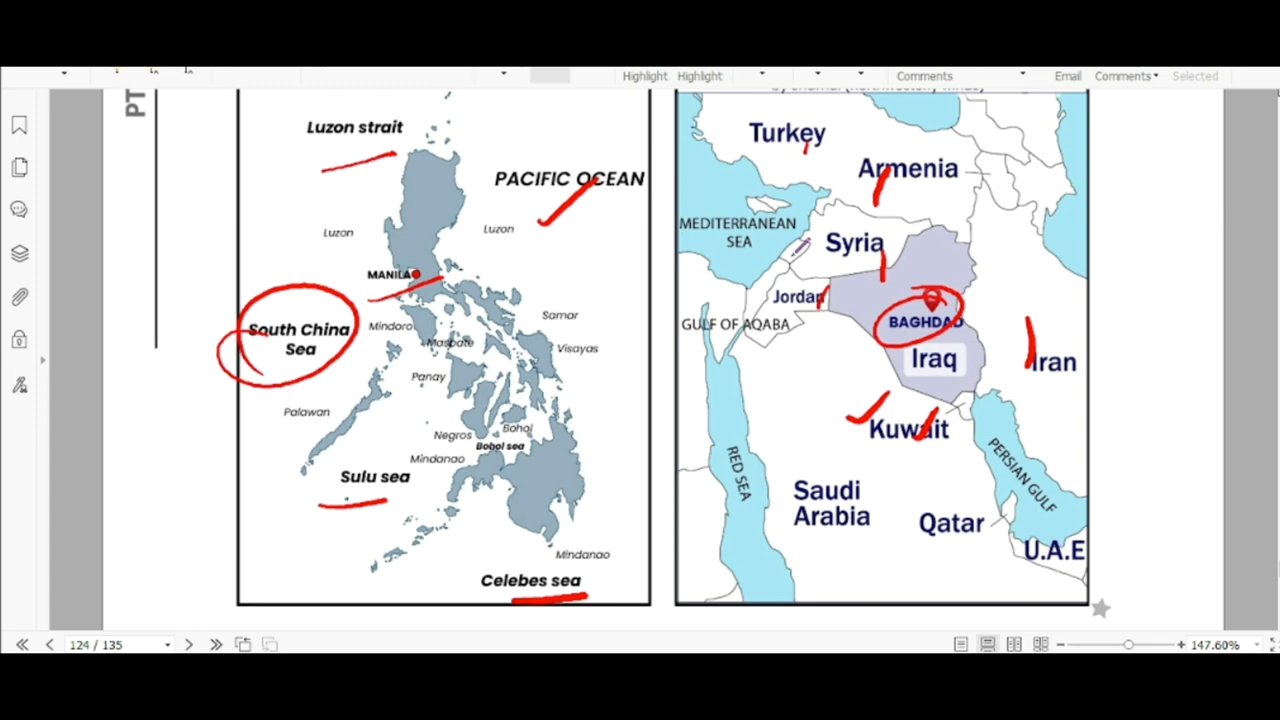 Highlight
Highlight
Comments
Email
Comments
Selected
PT
Luzon strait
PACIFIC OCEAN
Luzon
Luzon
MANILA
South China
Sea
Mindoro
Samar
Maspate
Visayas
Panay
Palawan
Negros
Bohol
Bohol sea
Mindanao
Sulu sea
Mindanao
Celebes sea
Turkey
Armenia
MEDITERRANEAN
SEA
Syria
Jordan
GULF OF AQABA
BAGHDAD
Iraq
Iran
Kuwait
RED SEA
PERSIAN GULF
Saudi
Arabia
Qatar
U.A.E
124 / 135
147.60%